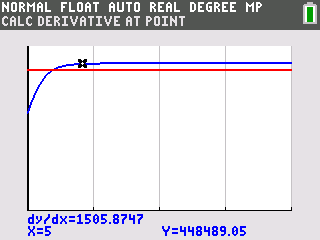 NORMAL FLOAT AUTO REAL DEGREE MP
CALC DERIVATIVE AT POINT
dy/dx=1505.8747
X=5 Y=448489.05